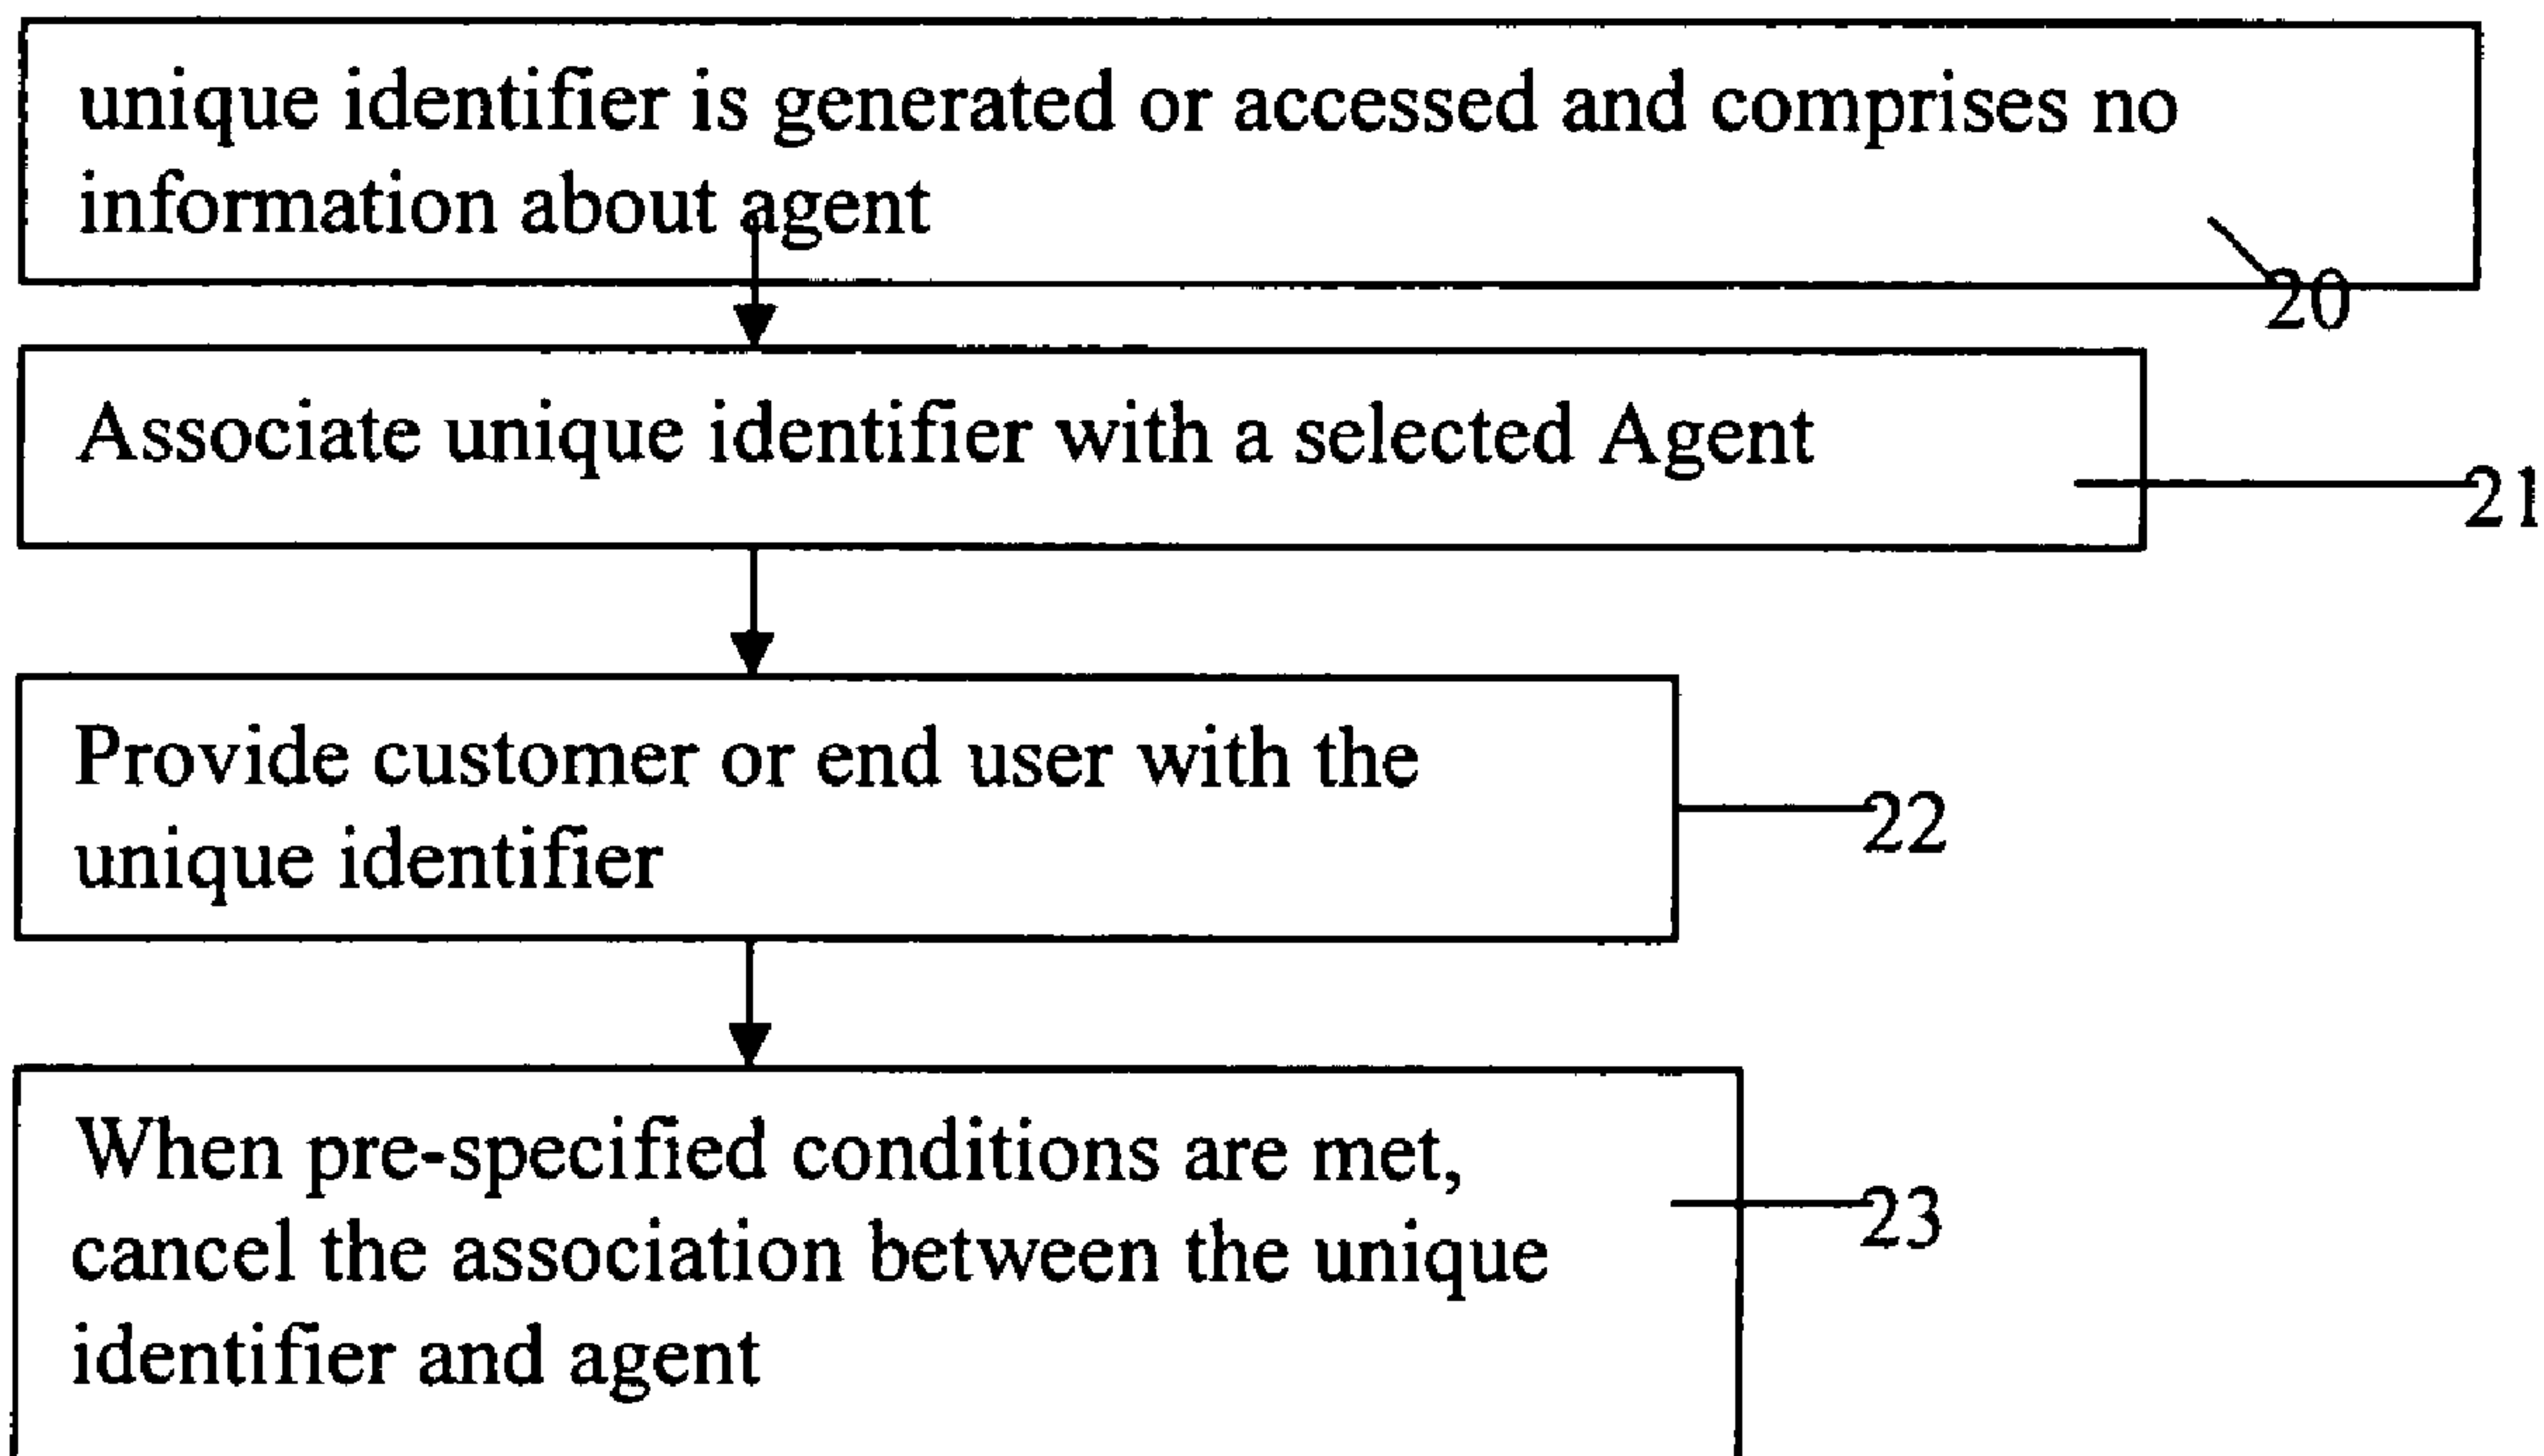 unique identifier is generated or accessed and comprises no
information about agent
20
Associate unique identifier with a selected Agent
21
Provide customer or end user with the
unique identifier
22
When pre-specified conditions are met,
cancel the association between the unique
identifier and agent
23